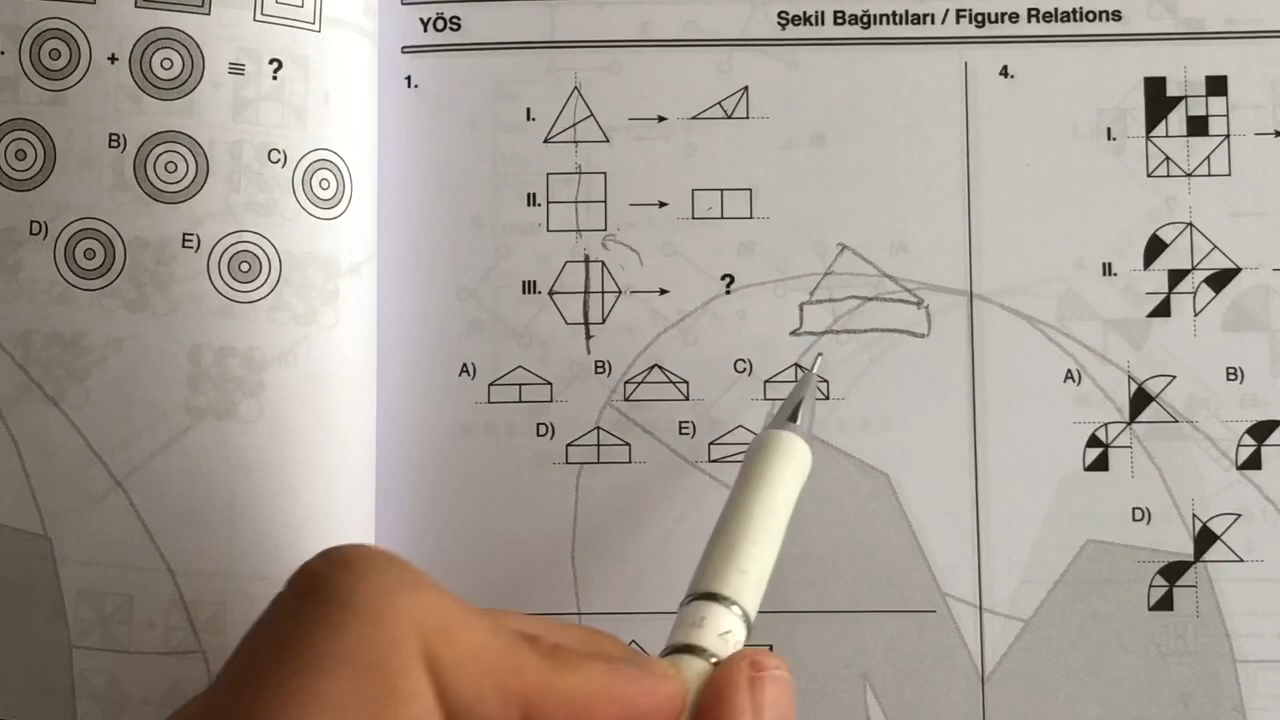 + ≡ ?
B)
C)
D)
E)
YÖS
Şekil Bağıntıları / Figure Relations
1.
I.
II.
III.
?
A)
B)
C)
D)
E)
4.
I.
II.
A)
B)
D)